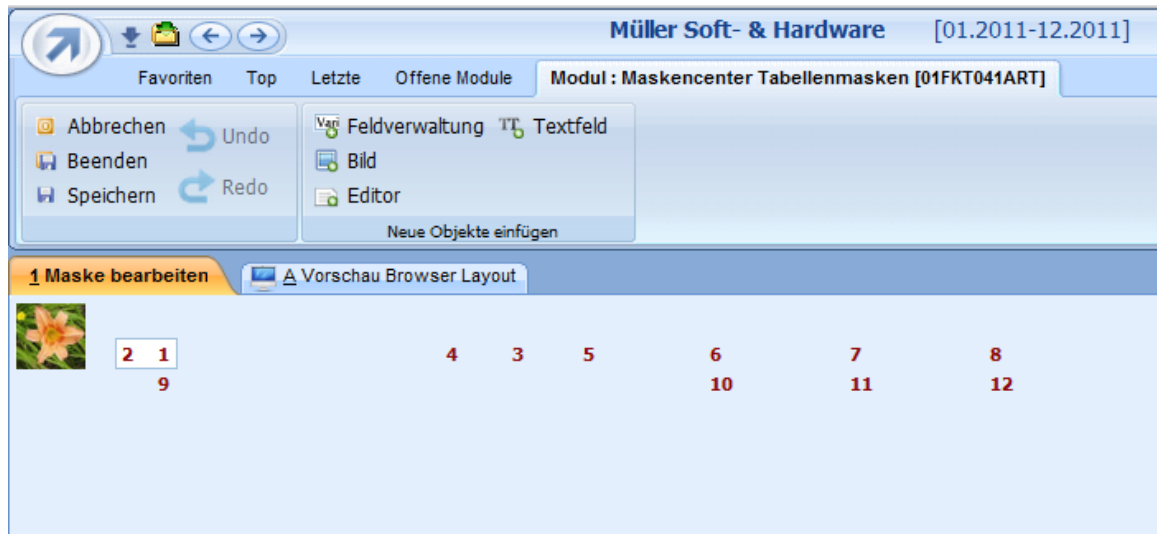 Müller Soft- & Hardware [01.2011-12.2011]
Favoriten Top Letzte Offene Module Modul : Maskencenter Tabellenmasken [01FKT041ART]
Abbrechen Undo Vari Feldverwaltung TT Textfeld
Beenden Bild
Speichern Redo Editor
Neue Objekte einfügen
1 Maske bearbeiten A Vorschau Browser Layout
2 1 4 3 5 6 7 8
9 10 11 12